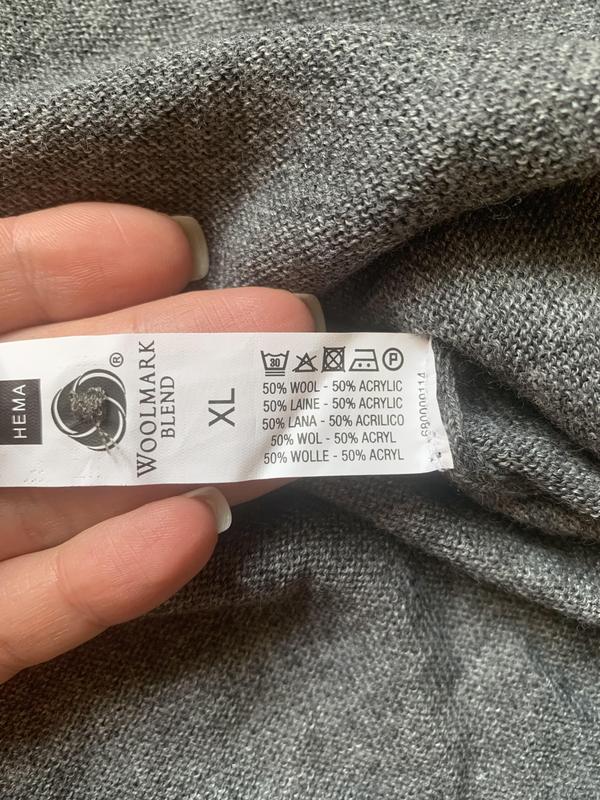 HEMA
®
WOOLMARK
BLEND
XL
30 P
50% WOOL - 50% ACRYLIC
50% LAINE - 50% ACRYLIC
50% LANA - 50% ACRILICO
50% WOL - 50% ACRYL
50% WOLLE - 50% ACRYL